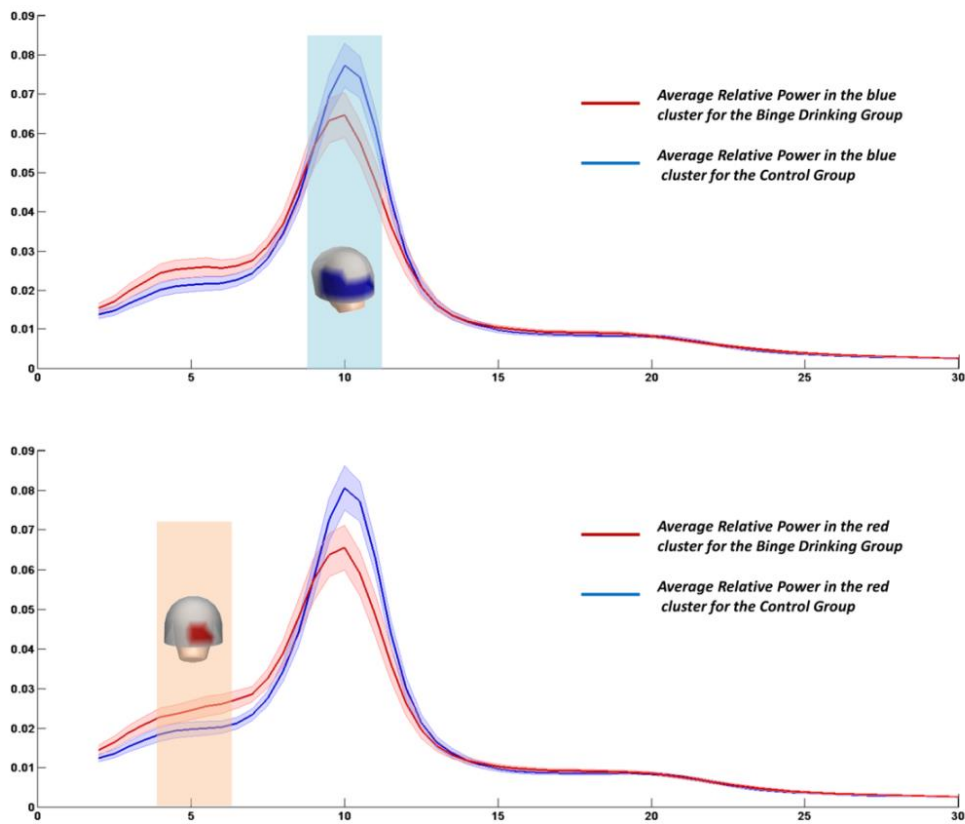 0.09
0.08
0.07
0.06
0.05
0.04
0.03
0.02
0.01
0
0 5 10 15 20 25 30
Average Relative Power in the blue
cluster for the Binge Drinking Group
Average Relative Power in the blue
cluster for the Control Group
0.09
0.08
0.07
0.06
0.05
0.04
0.03
0.02
0.01
0
0 5 10 15 20 25 30
Average Relative Power in the red
cluster for the Binge Drinking Group
Average Relative Power in the red
cluster for the Control Group